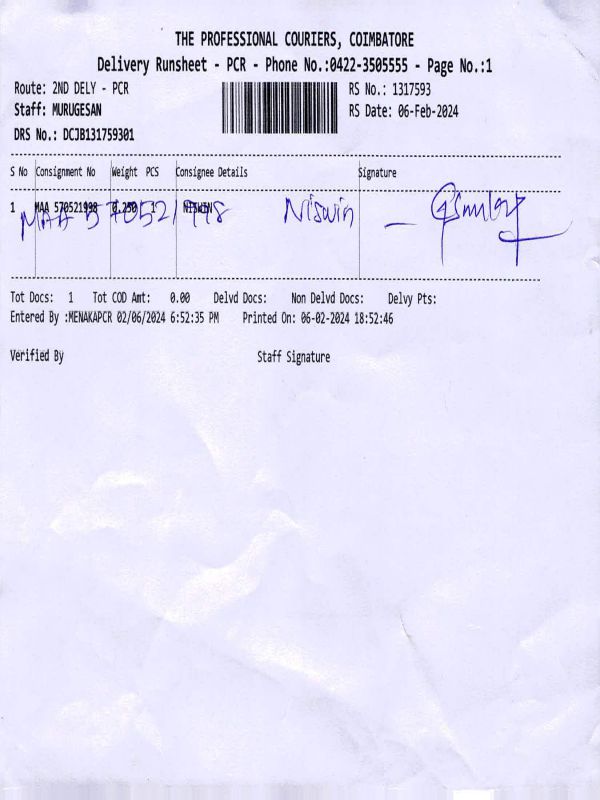 THE PROFESSIONAL COURIERS, COIMBATORE
Delivery Runsheet - PCR - Phone No.:0422-3505555 - Page No.:1
Route: 2ND DELY - PCR
RS No.: 1317593
Staff: MURUGESAN
RS Date: 06-Feb-2024
DRS No.: DCJB131759301
S No Consignment No Weight PCS Consignee Details Signature
1 MAA 570521998 0.250 1 NISWIN
MAA 570521998 Niswin -
Tot Docs: 1 Tot COD Amt: 0.00 Delvd Docs: Non Delvd Docs: Delvy Pts:
Entered By :MENAKAPCR 02/06/2024 6:52:35 PM Printed On: 06-02-2024 18:52:46
Verified By Staff Signature